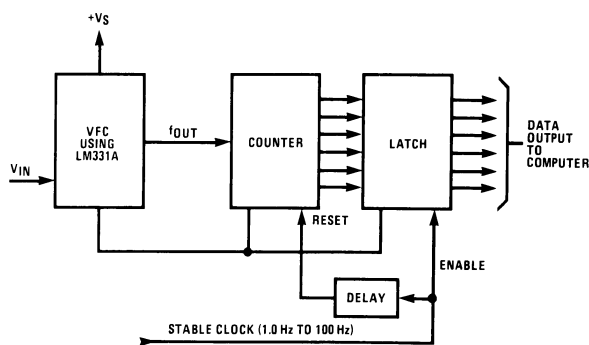 +VS
VFC
USING
LM331A
fOUT
COUNTER
LATCH
DATA
OUTPUT
TO
COMPUTER
VIN
RESET
ENABLE
DELAY
STABLE CLOCK (1.0 Hz TO 100 Hz)